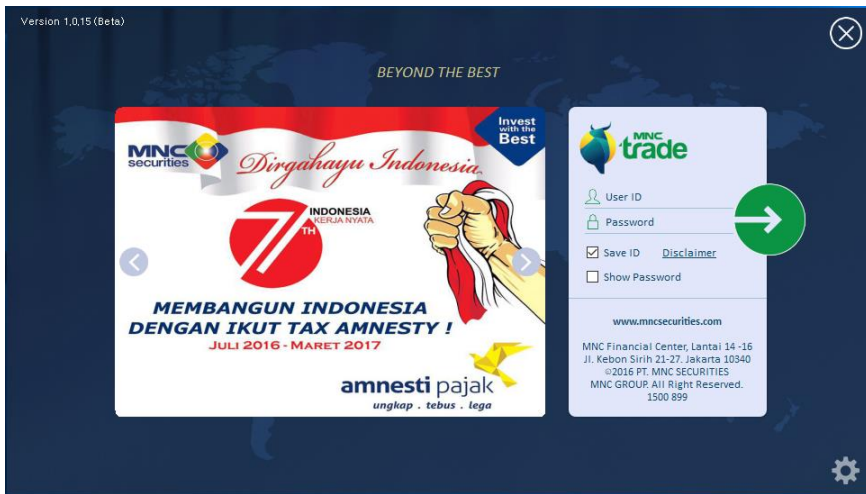 Version 1,0,15 (Beta)
BEYOND THE BEST
MNC
securities
Dirgahayu Indonesia
Invest
with the
Best
71
TH
INDONESIA
KERJA NYATA
MEMBANGUN INDONESIA
DENGAN IKUT TAX AMNESTY !
JULI 2016 - MARET 2017
amnesti pajak
ungkap . tebus . lega
MNC
trade
User ID
Password
Save ID Disclaimer
Show Password
www.mncsecurities.com
MNC Financial Center, Lantai 14 -16
Jl. Kebon Sirih 21-27. Jakarta 10340
©2016 PT. MNC SECURITIES
MNC GROUP. All Right Reserved.
1500 899